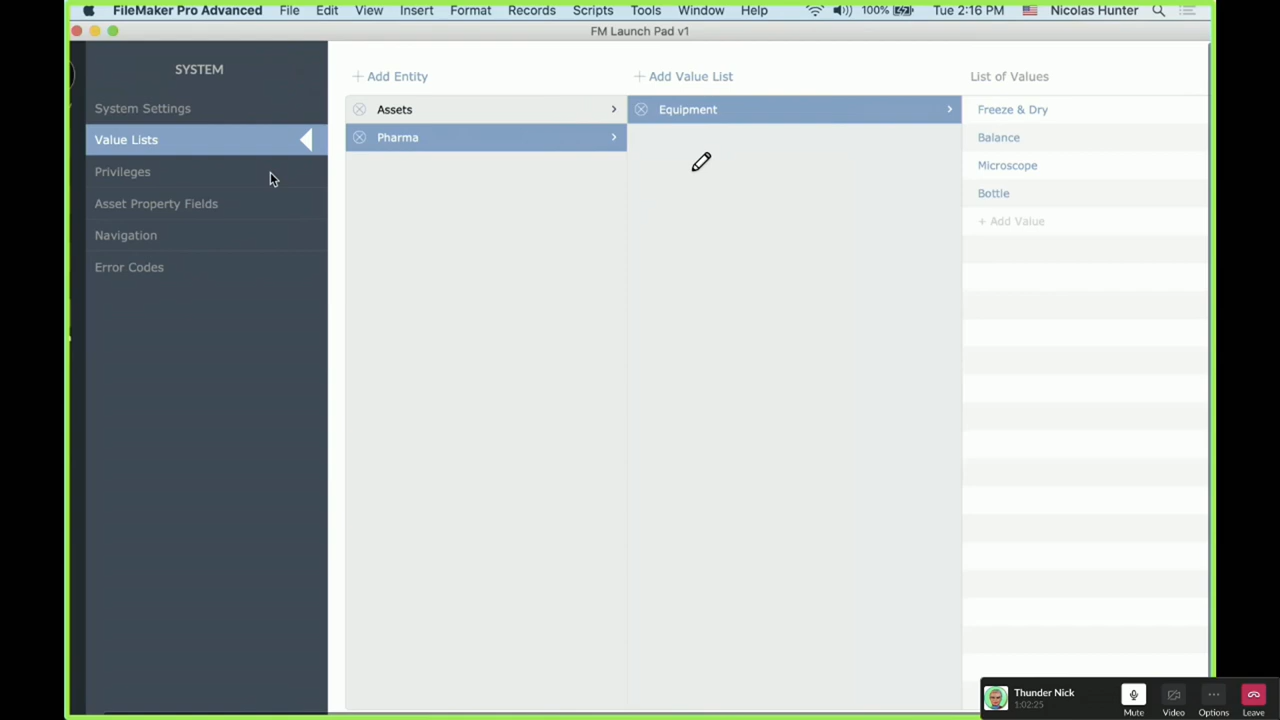 FileMaker Pro Advanced File Edit View Insert Format Records Scripts Tools Window Help 100% Tue 2:16 PM Nicolas Hunter
FM Launch Pad v1
SYSTEM
System Settings
Value Lists
Privileges
Asset Property Fields
Navigation
Error Codes
+ Add Entity
Assets
Pharma
+ Add Value List
Equipment
List of Values
Freeze & Dry
Balance
Microscope
Bottle
+ Add Value
Thunder Nick
1:02:25
Mute Video Options Leave